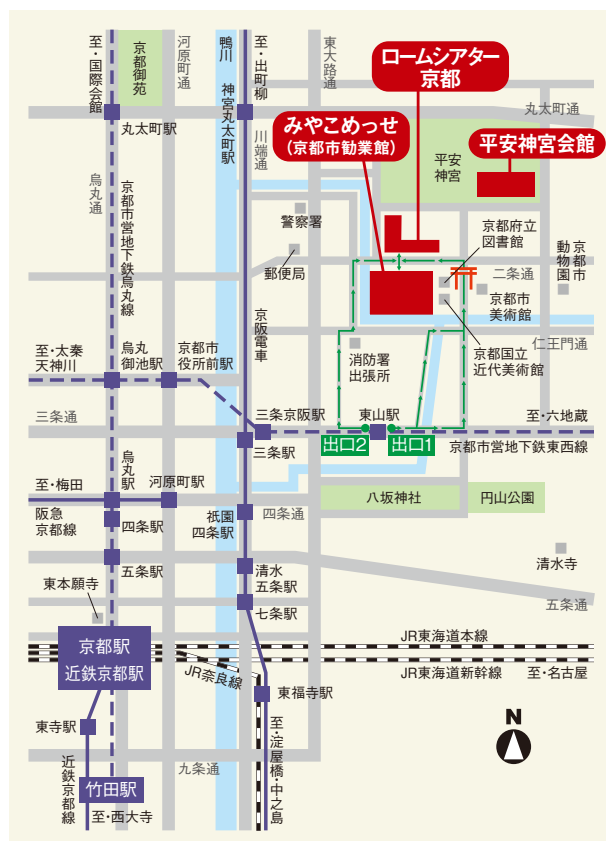 至・国際会館
京都御苑
河原町通
鴨川
至・出町柳
東大路通
ロームシアター
京都
丸太町通
丸太町駅
神宮丸太町駅
川端通
みやこめっせ
(京都市勧業館)
平安神宮会館
平安
神宮
烏丸通
京都市営地下鉄烏丸線
警察署
郵便局
京都府立
図書館
京都市
動物園
二条通
京都市
美術館
京阪電車
仁王門通
京都国立
近代美術館
消防署
出張所
至・太秦
天神川
烏丸
御池駅
京都市
役所前駅
三条通
三条京阪駅
東山駅
至・六地蔵
出口2
出口1
京都市営地下鉄東西線
三条駅
烏丸駅
河原町駅
至・梅田
阪急
京都線
四条駅
祇園
四条駅
四条通
八坂神社
円山公園
五条駅
清水
五条駅
清水寺
東本願寺
七条駅
五条通
京都駅
近鉄京都駅
JR東海道本線
JR奈良線
JR東海道新幹線
至・名古屋
東福寺駅
東寺駅
至・淀屋橋・中之島
N
近鉄京都線
竹田駅
九条通
至・西大寺